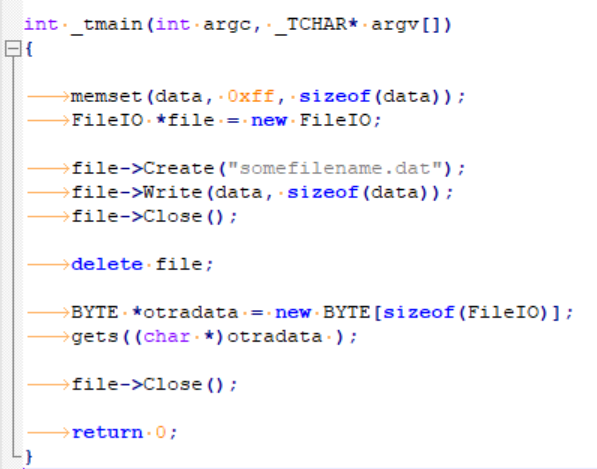 int _tmain(int argc, _TCHAR* argv[])
{
memset(data, 0xff, sizeof(data));
FileIO *file = new FileIO;
file->Create("somefilename.dat");
file->Write(data, sizeof(data));
file->Close();
delete file;
BYTE *otradata = new BYTE[sizeof(FileIO)];
gets((char *)otradata );
file->Close();
return 0;
}